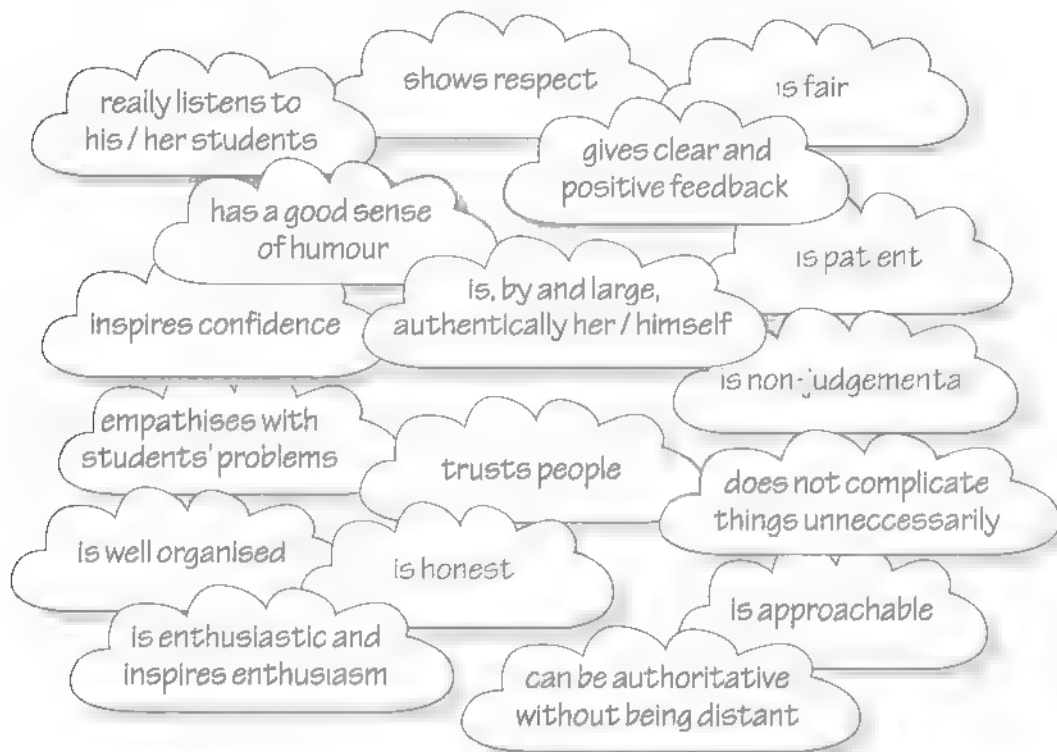 shows respect
is fair
really listens to
his / her students
gives clear and
positive feedback
has a good sense
of humour
is pat ent
is, by and large,
authentically her / himself
inspires confidence
is non-judgementa
empathises with
students' problems
trusts people
does not complicate
things unneccessarily
is well organised
is honest
is approachable
is enthusiastic and
inspires enthusiasm
can be authoritative
without being distant